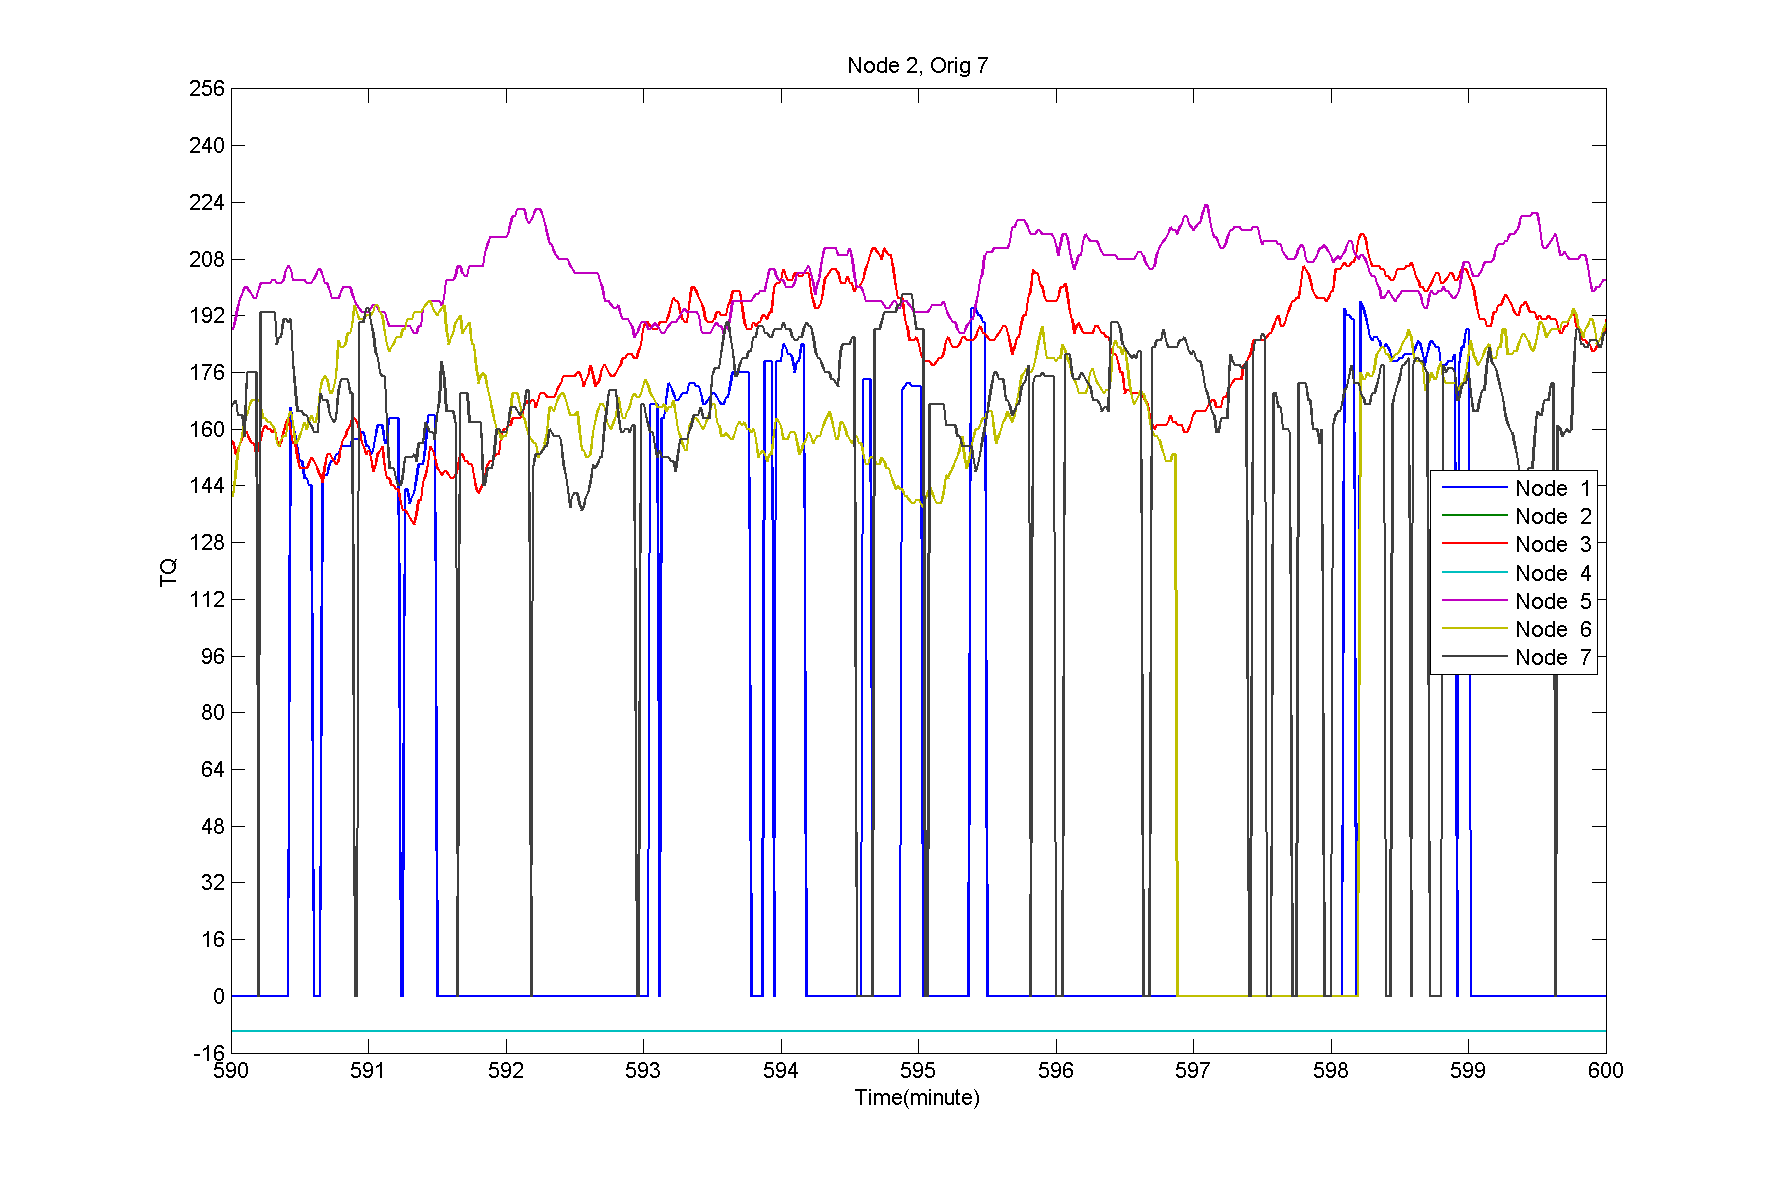 Node 2, Orig 7
256
240
224
208
192
176
160
144
128
112
96
80
64
48
32
16
0
-16
TQ
590 591 592 593 594 595 596 597 598 599 600
Time(minute)
Node 1
Node 2
Node 3
Node 4
Node 5
Node 6
Node 7